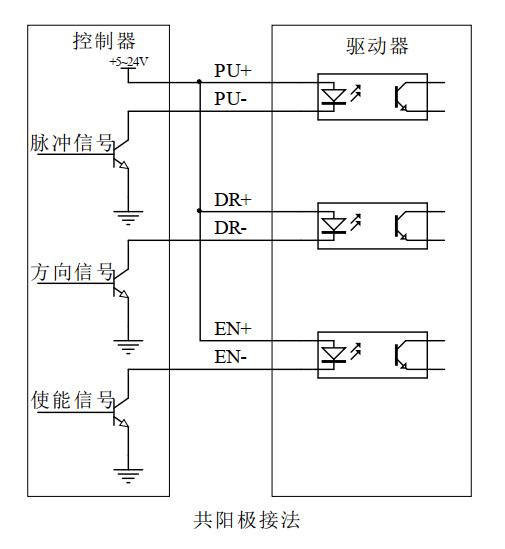 控制器
驱动器
+5~24V
PU+
PU-
脉冲信号
DR+
DR-
方向信号
EN+
EN-
使能信号
共阳极接法